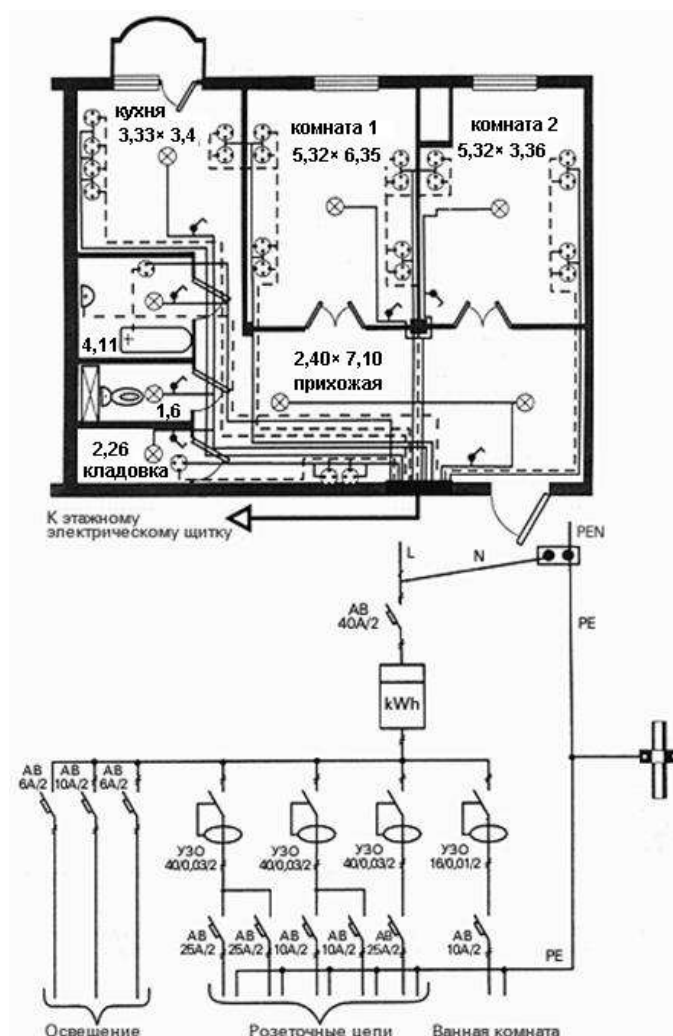 кухня
3,33× 3,4
комната 1
5,32× 6,35
комната 2
5,32× 3,36
4,11
1,6
2,40× 7,10
прихожая
2,26
кладовка
К этажному
электрическому щитку
PEN
L
N
АВ
40А/2
PE
kWh
АВ
6А/2
АВ
10А/2
АВ
6А/2
УЗО
40/0,03/2
УЗО
40/0,03/2
УЗО
40/0,03/2
УЗО
16/0,01/2
АВ
25А/2
АВ
25А/2
АВ
10А/2
АВ
10А/2
АВ
25А/2
АВ
10А/2
PE
Освещение
Розеточные цепи
Ванная комната